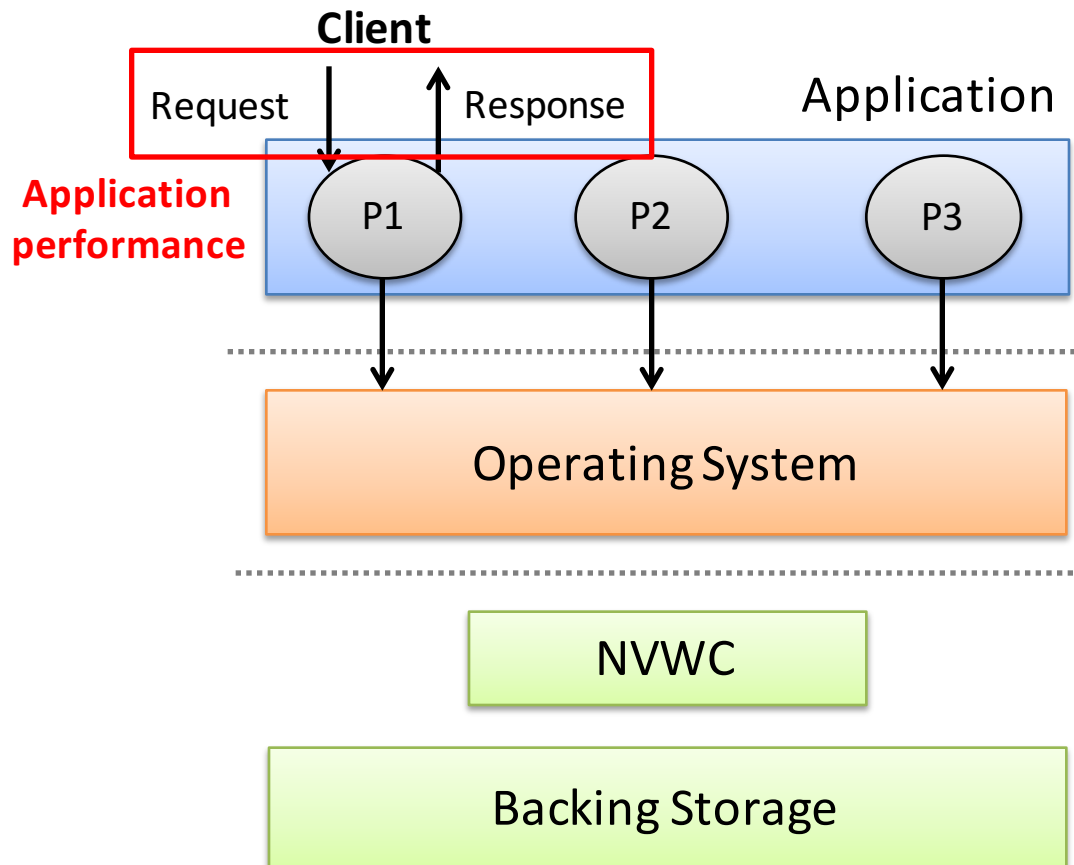 Client
Request
Response
Application
Application
performance
P1
P2
P3
Operating System
NVWC
Backing Storage